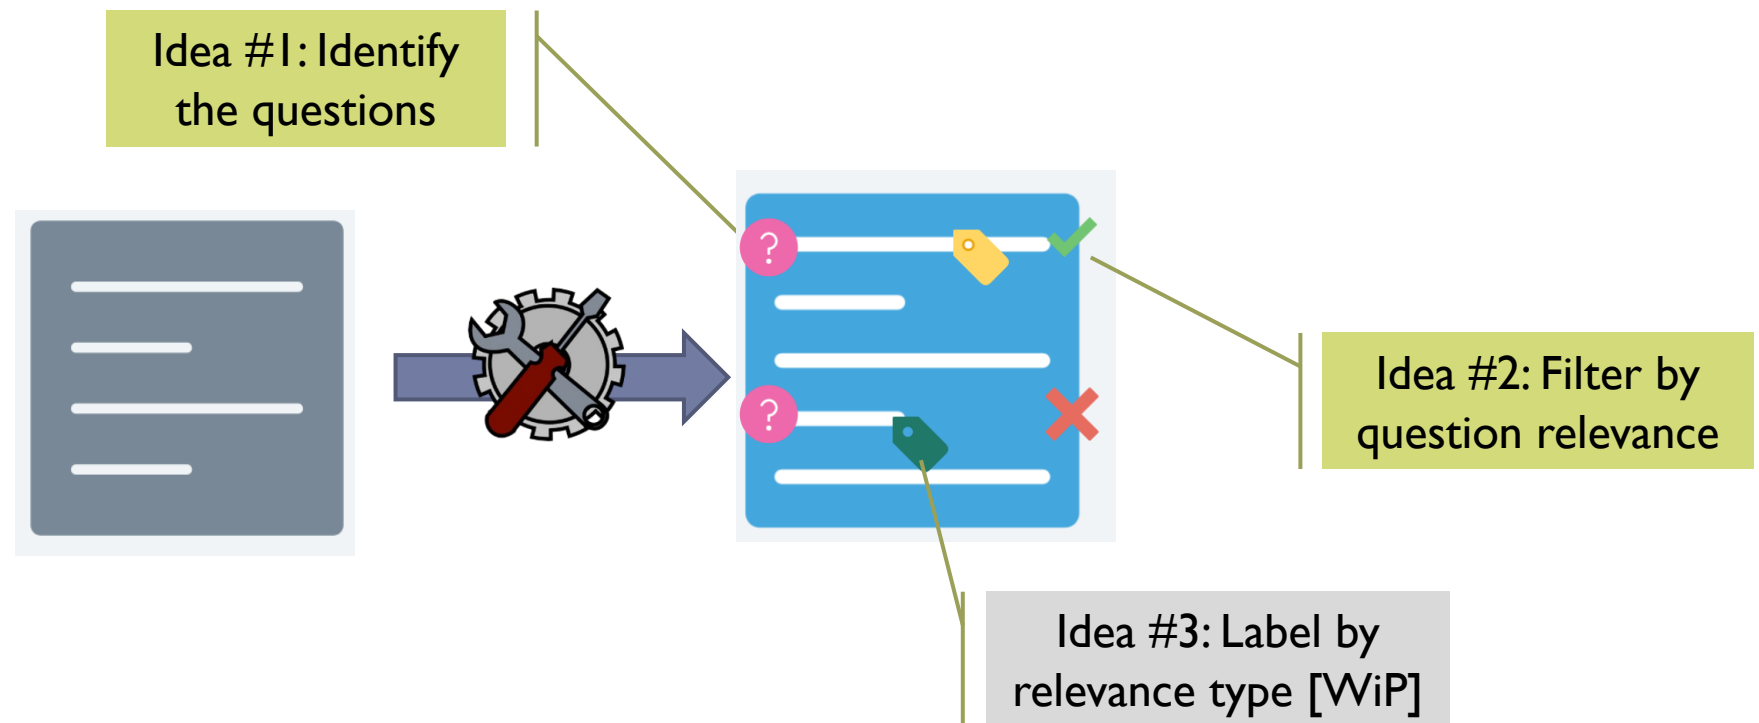 Idea #1: Identify
the questions
?
?
Idea #2: Filter by
question relevance
Idea #3: Label by
relevance type [WiP]